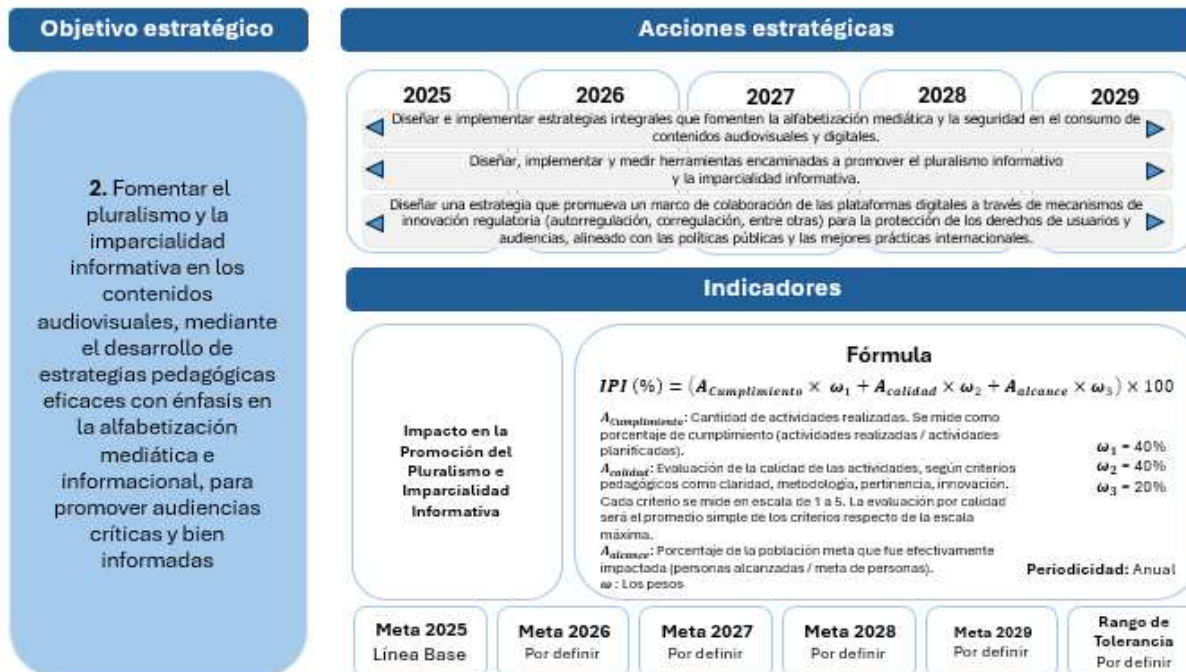 Objetivo estratégico
2. Fomentar el
pluralismo y la
imparcialidad
informativa en los
contenidos
audiovisuales, mediante
el desarrollo de
estrategias pedagógicas
eficaces con énfasis en
la alfabetización
mediática e
informacional, para
promover audiencias
críticas y bien
informadas
Acciones estratégicas
2025 2026 2027 2028 2029
Diseñar e implementar estrategias integrales que fomenten la alfabetización mediática y la seguridad en el consumo de
contenidos audiovisuales y digitales.
Diseñar, implementar y medir herramientas encaminadas a promover el pluralismo informativo
y la imparcialidad informativa.
Diseñar una estrategia que promueva un marco de colaboración de las plataformas digitales a través de mecanismos de
innovación regulatoria (autorregulación, corregulación, entre otras) para la protección de los derechos de usuarios y
audiencias, alineado con las políticas públicas y las mejores prácticas internacionales.
Indicadores
Impacto en la
Promoción del
Pluralismo e
Imparcialidad
Informativa
Fórmula
IPI (%) = (A_Cumplimiento × ω₁ + A_calidad × ω₂ + A_alcance × ω₃) × 100
A_Cumplimiento: Cantidad de actividades realizadas. Se mide como
porcentaje de cumplimiento (actividades realizadas / actividades
planificadas).
A_calidad: Evaluación de la calidad de las actividades, según criterios
pedagógicos como claridad, metodología, pertinencia, innovación.
Cada criterio se mide en escala de 1 a 5. La evaluación por calidad
será el promedio simple de los criterios respecto de la escala
máxima.
A_alcance: Porcentaje de la población meta que fue efectivamente
impactada (personas alcanzadas / meta de personas).
ω : Los pesos
ω₁ = 40%
ω₂ = 40%
ω₃ = 20%
Periodicidad: Anual
Meta 2025
Línea Base
Meta 2026
Por definir
Meta 2027
Por definir
Meta 2028
Por definir
Meta 2029
Por definir
Rango de
Tolerancia
Por definir